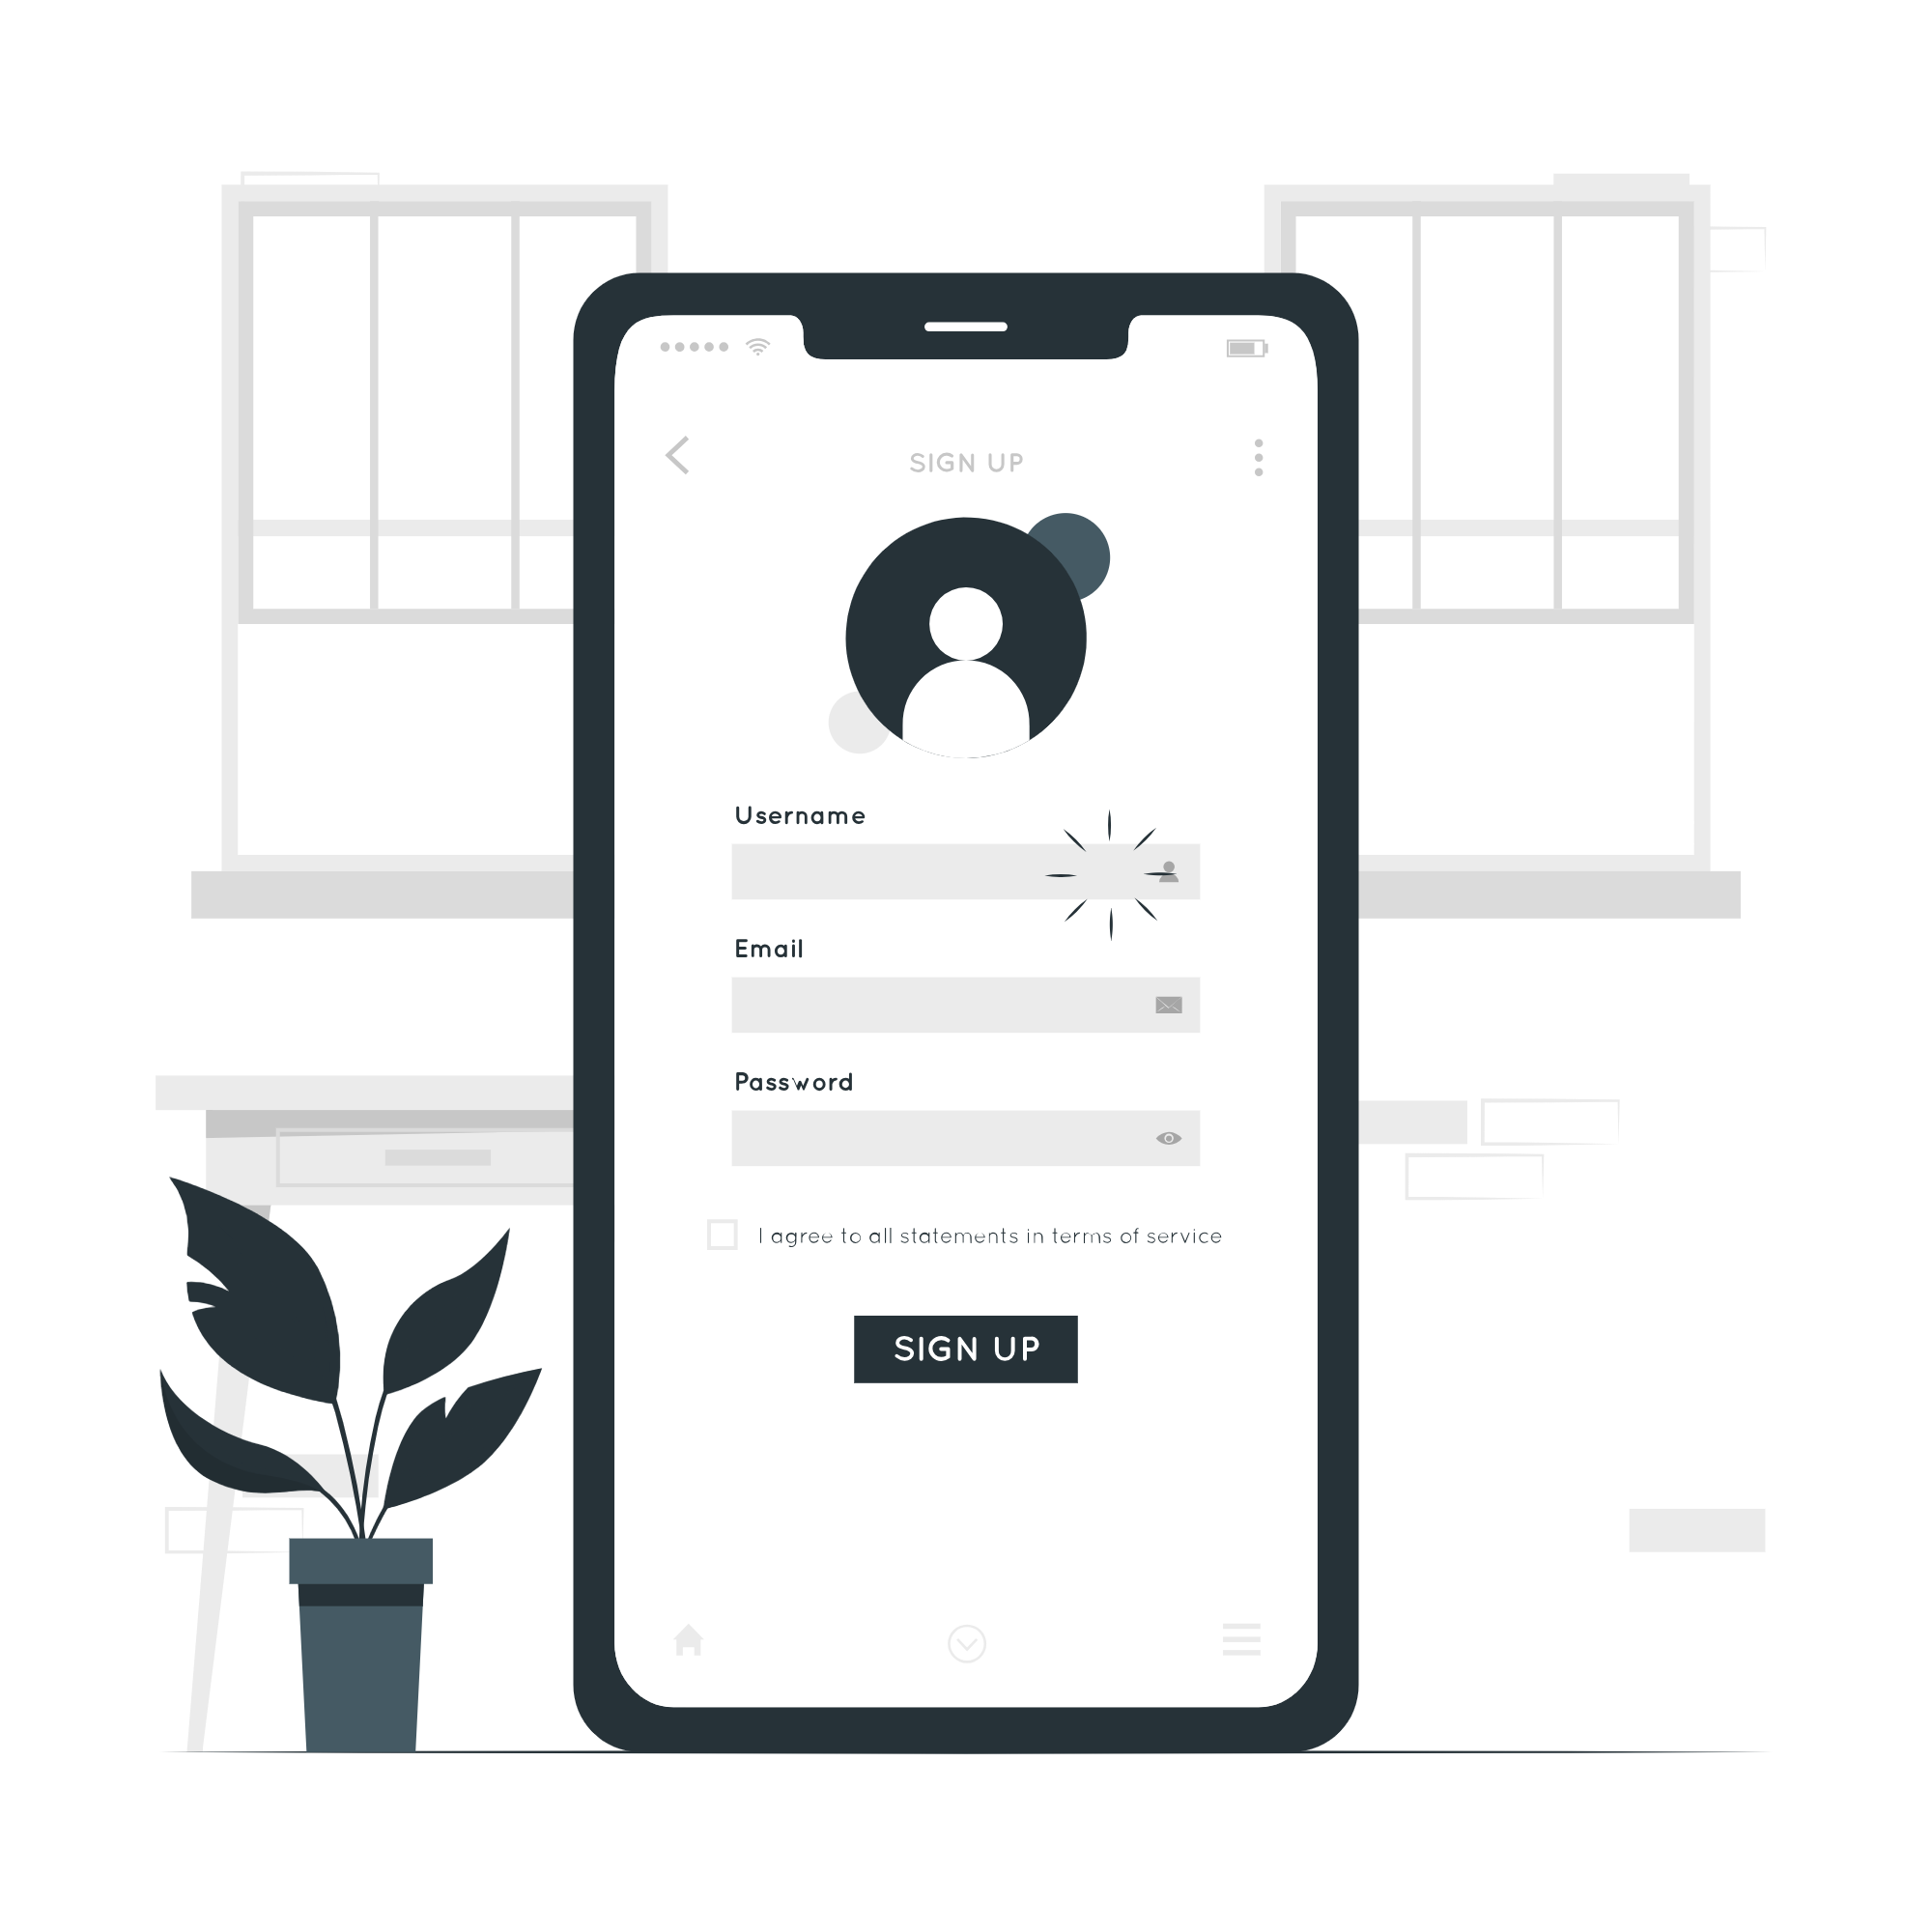 SIGN UP
Username
Email
Password
I agree to all statements in terms of service
SIGN UP